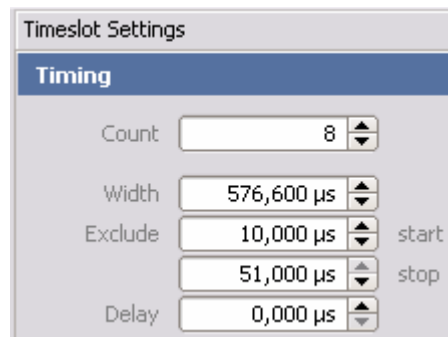 Timeslot Settings
Timing
Count 8
Width 576,600 µs
Exclude 10,000 µs start
51,000 µs stop
Delay 0,000 µs